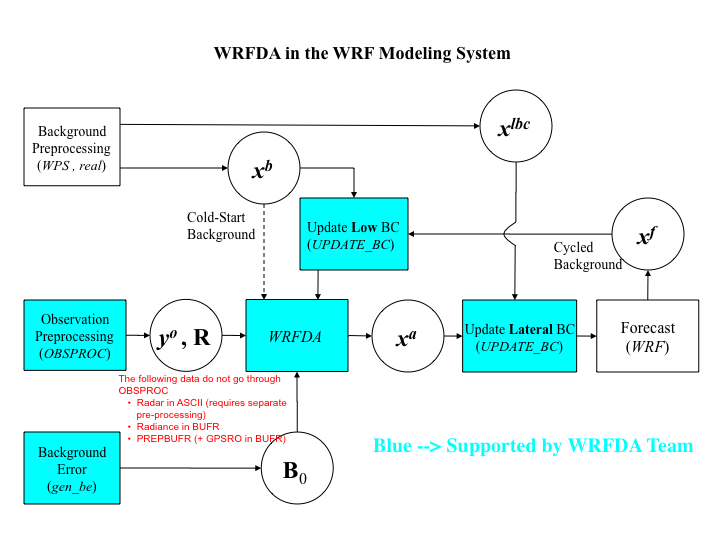 WRFDA in the WRF Modeling System
Background
Preprocessing
(WPS , real)
x^lbc
x^b
Cold-Start
Background
Update Low BC
(UPDATE_BC)
x^f
Cycled
Background
Observation
Preprocessing
(OBSPROC)
y^o , R
WRFDA
x^a
Update Lateral BC
(UPDATE_BC)
Forecast
(WRF)
The following data do not go through
OBSPROC
• Radar in ASCII (requires separate
pre-processing)
• Radiance in BUFR
• PREPBUFR (+ GPSRO in BUFR)
Background
Error
(gen_be)
B₀
Blue --> Supported by WRFDA Team